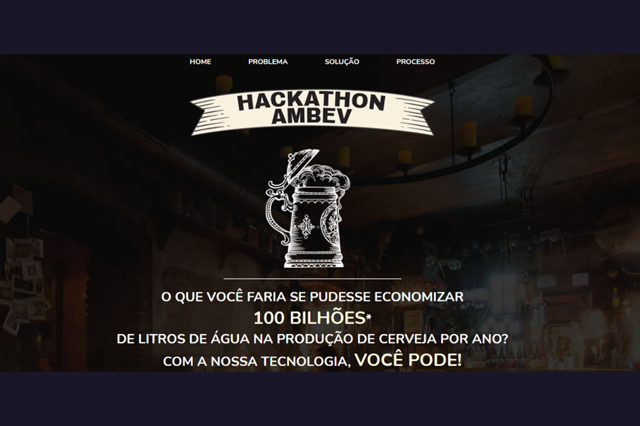 HOME PROBLEMA SOLUÇÃO PROCESSO
HACKATHON
AMBEV
O QUE VOCÊ FARIA SE PUDESSE ECONOMIZAR
100 BILHÕES*
DE LITROS DE ÁGUA NA PRODUÇÃO DE CERVEJA POR ANO?
COM A NOSSA TECNOLOGIA, VOCÊ PODE!